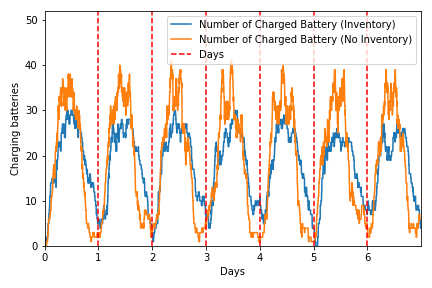 50
40
30
20
10
0
Charging batteries
Number of Charged Battery (Inventory)
Number of Charged Battery (No Inventory)
Days
0 1 2 3 4 5 6
Days